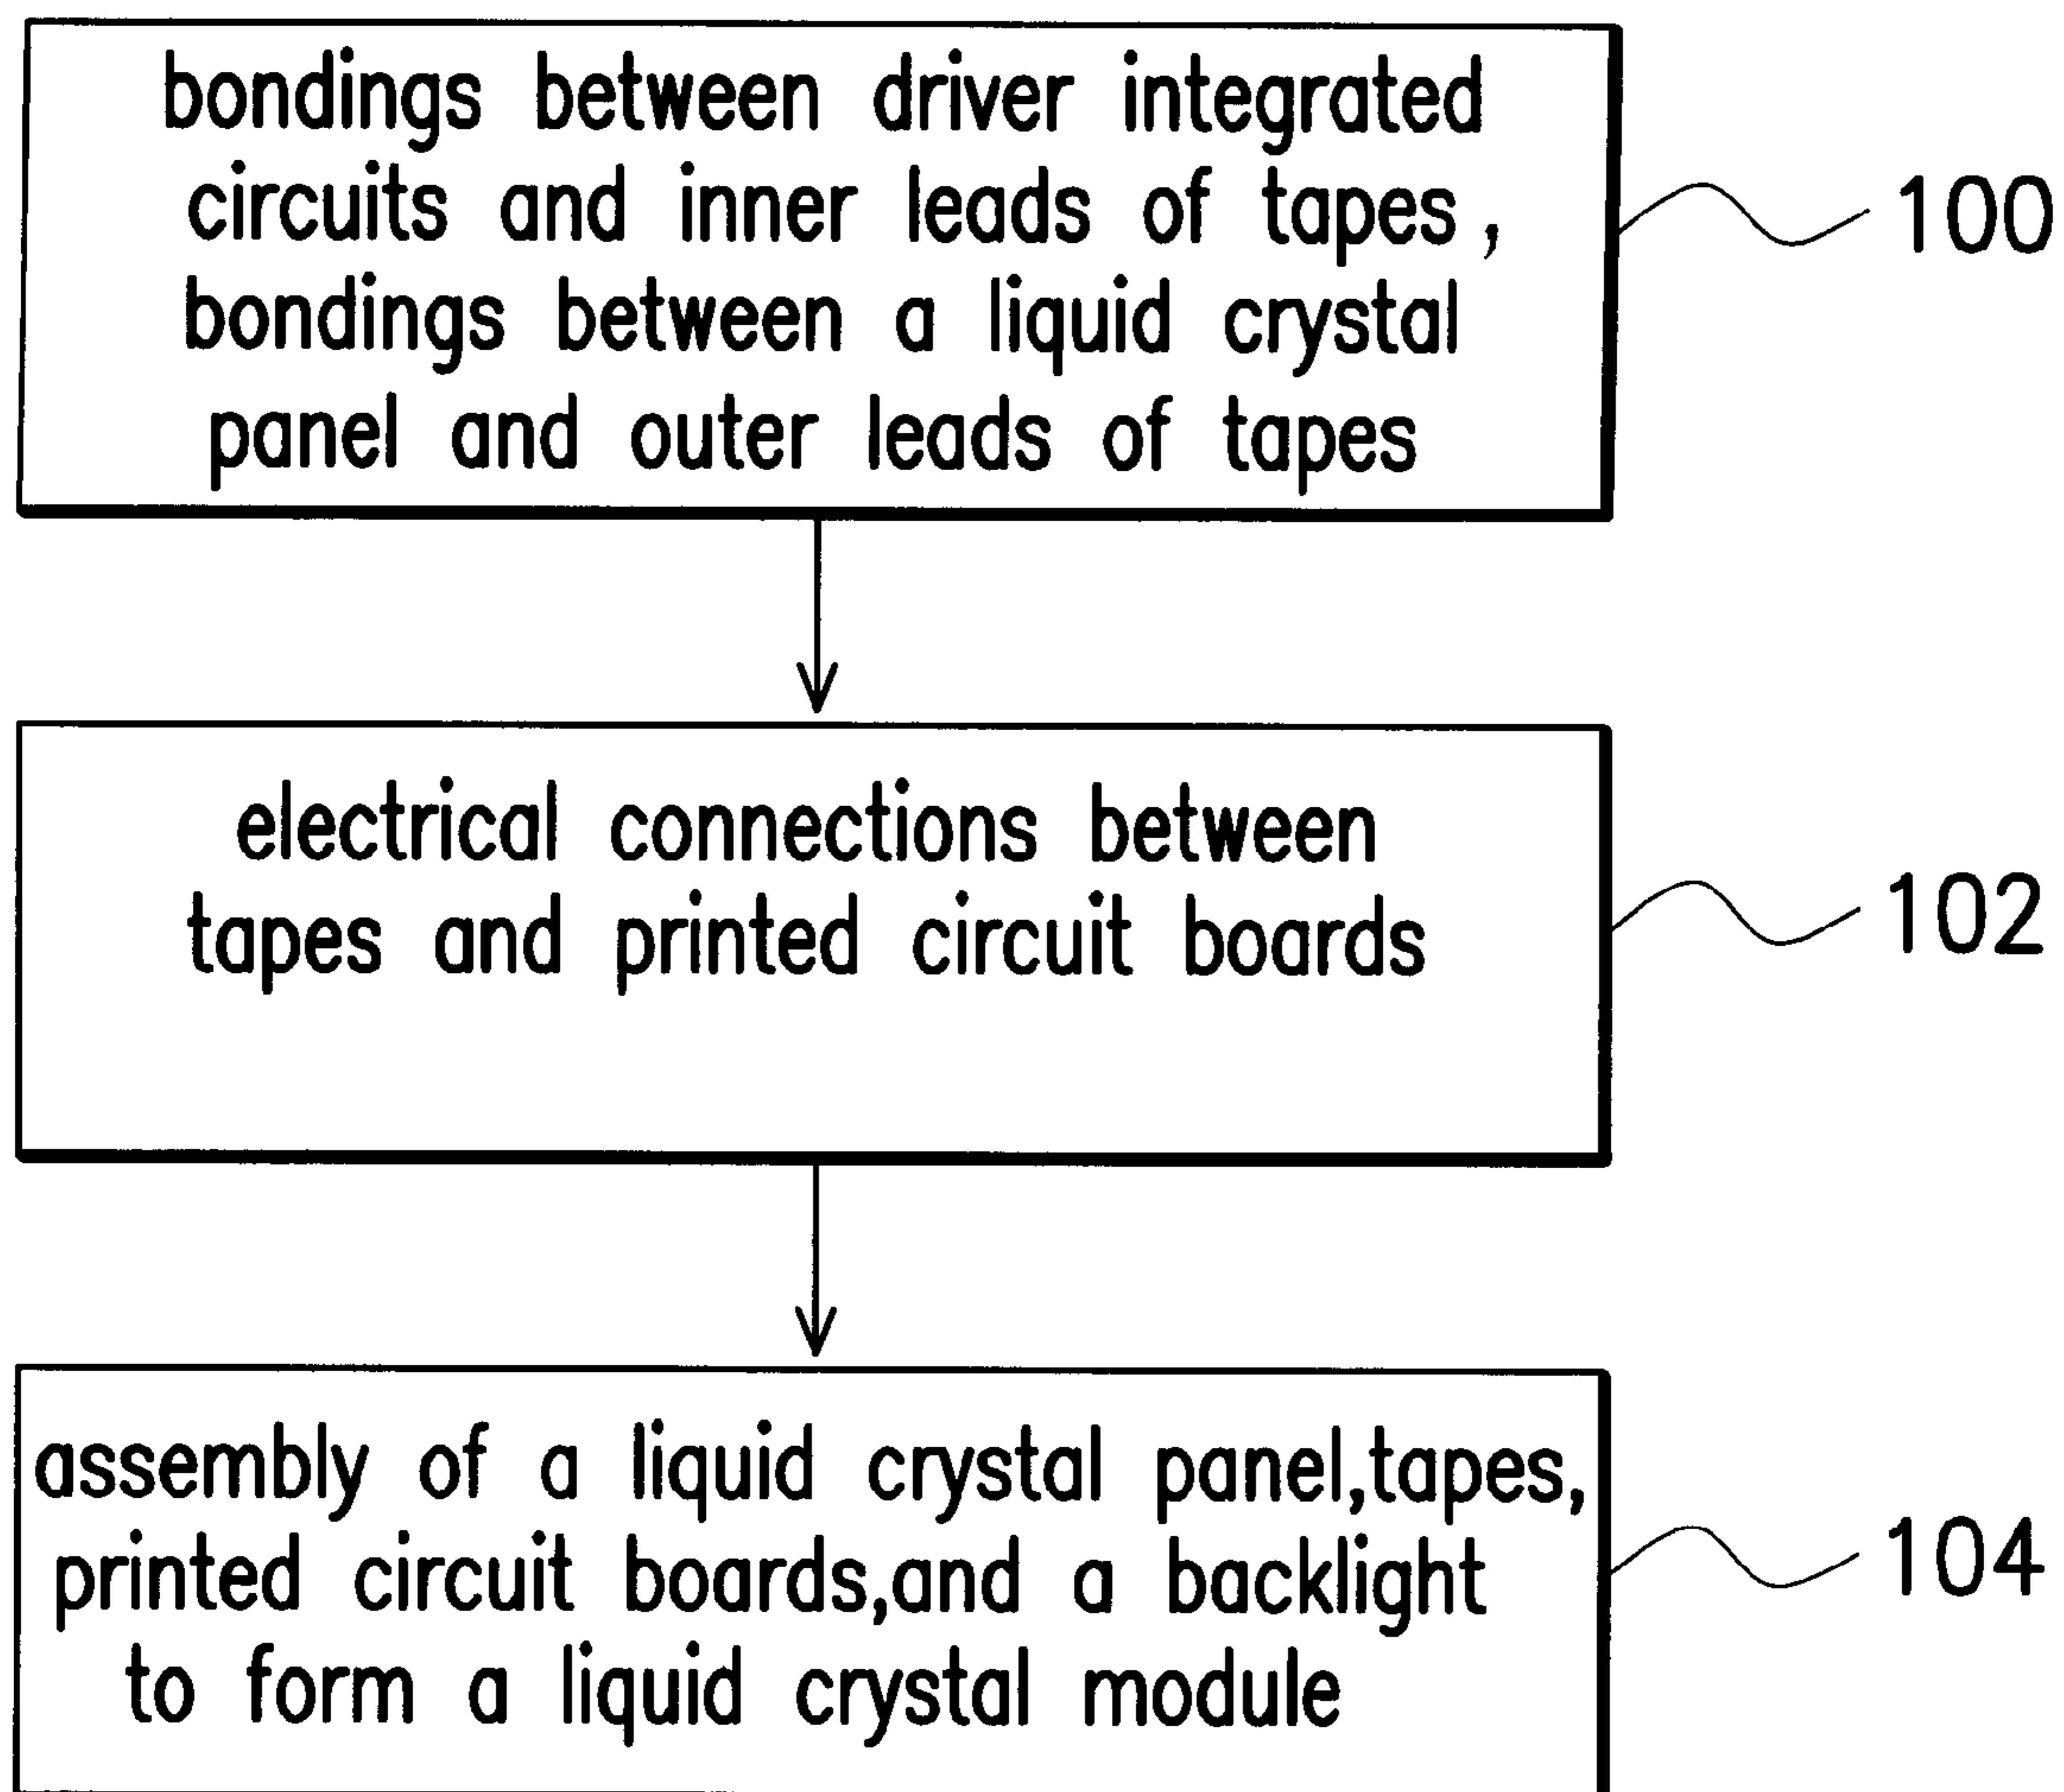 bondings between driver integrated
circuits and inner leads of tapes ,
bondings between a liquid crystal
panel and outer leads of tapes
100
electrical connections between
tapes and printed circuit boards
102
assembly of a liquid crystal panel,tapes,
printed circuit boards,and a backlight
to form a liquid crystal module
104